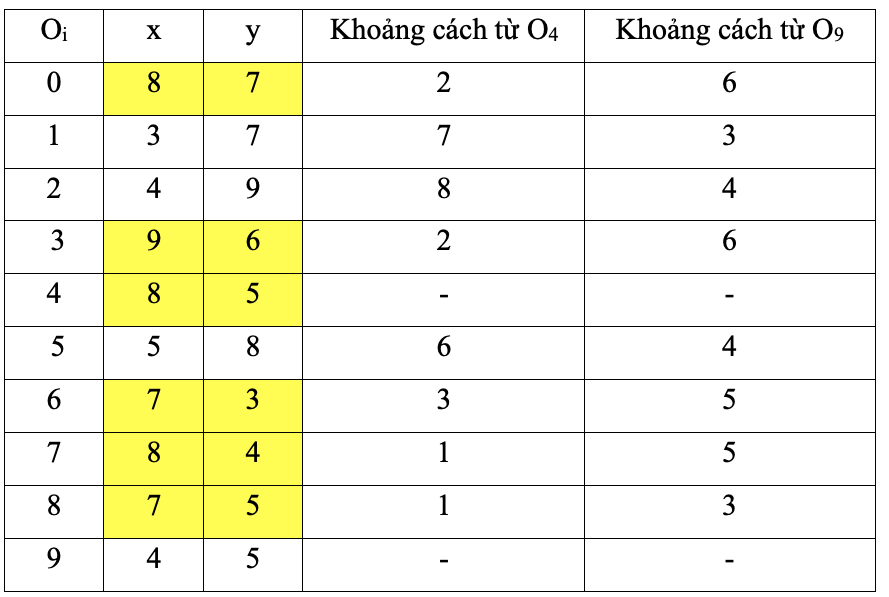 Oi x y Khoảng cách từ O4 Khoảng cách từ O9
0 8 7 2 6
1 3 7 7 3
2 4 9 8 4
3 9 6 2 6
4 8 5 - -
5 5 8 6 4
6 7 3 3 5
7 8 4 1 5
8 7 5 1 3
9 4 5 - -